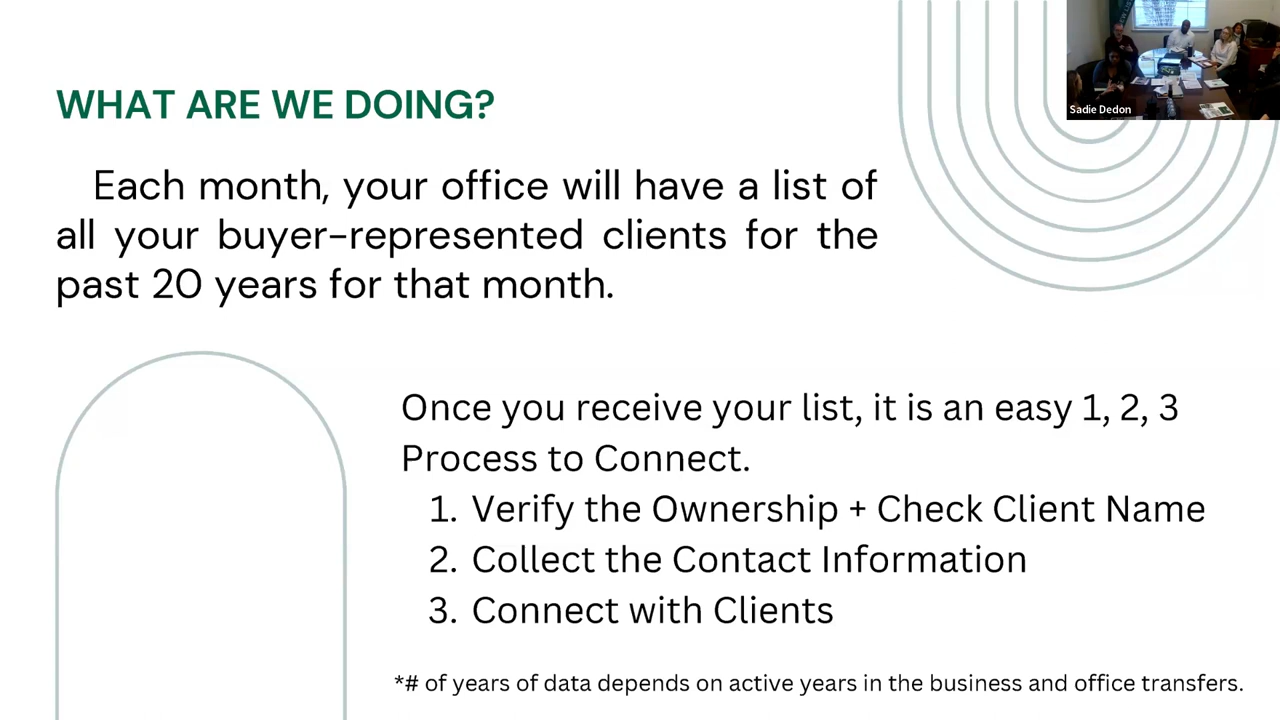 Sadie Dedon
WHAT ARE WE DOING?
Each month, your office will have a list of
all your buyer-represented clients for the
past 20 years for that month.
Once you receive your list, it is an easy 1, 2, 3
Process to Connect.
1. Verify the Ownership + Check Client Name
2. Collect the Contact Information
3. Connect with Clients
*# of years of data depends on active years in the business and office transfers.